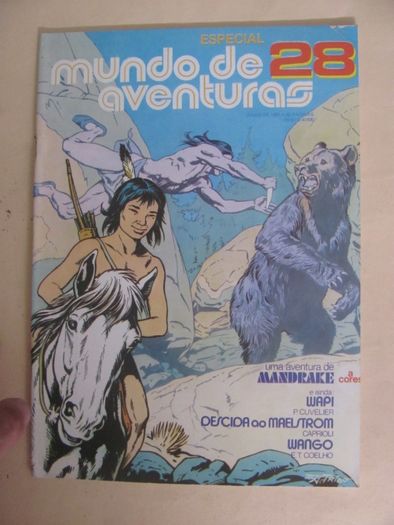 ESPECIAL
mundo de 28
aventuras
uma aventura de
MANDRAKE a cores
e ainda:
WAPI
P. CUVELIER
DESCIDA ao MAELSTROM
CAPRIOLI
WANGO
E. T. COELHO